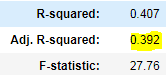 R-squared: 0.407
Adj. R-squared: 0.392
F-statistic: 27.76